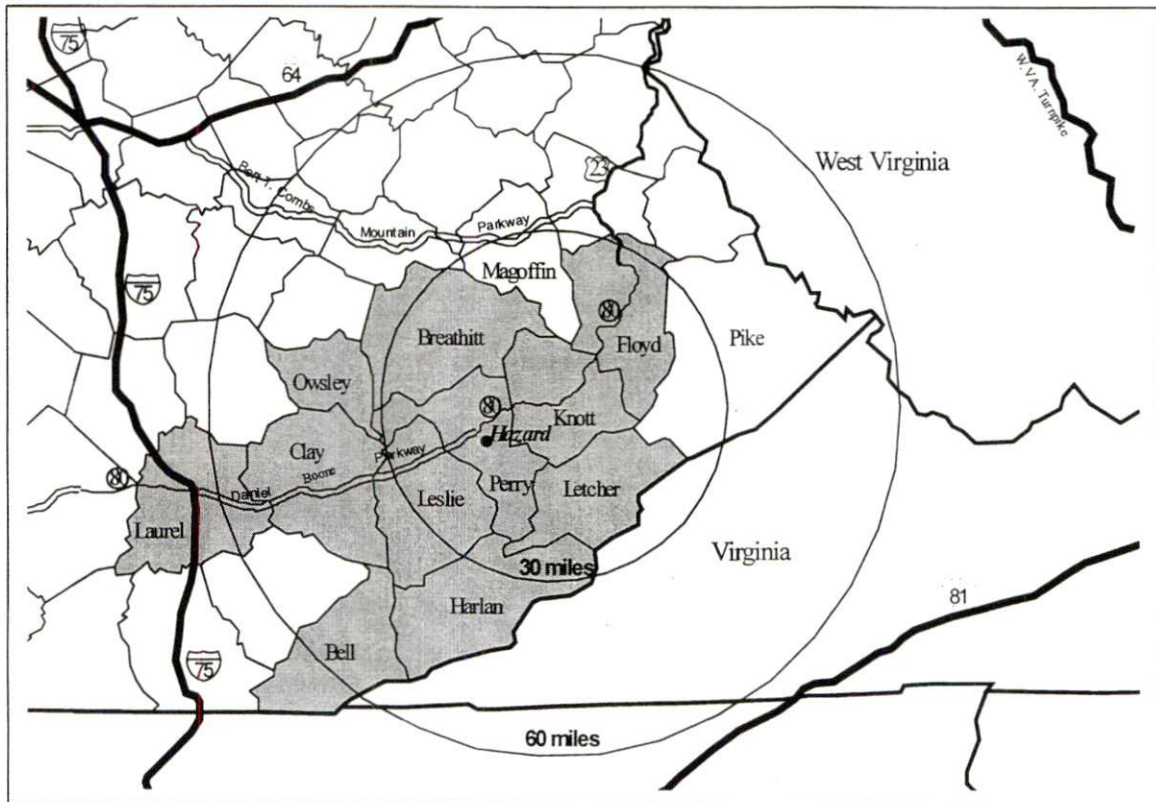 75
64
W. VA. Turnpike
West Virginia
23
Bert T. Combs
Mountain
Parkway
Magoffin
75
80
Breathitt
Floyd
Pike
Owsley
80
Hazard
Knott
Clay
Parkway
Boone
Daniel
80
Perry
Leslie
Letcher
Laurel
Virginia
30 miles
Harlan
81
Bell
75
60 miles